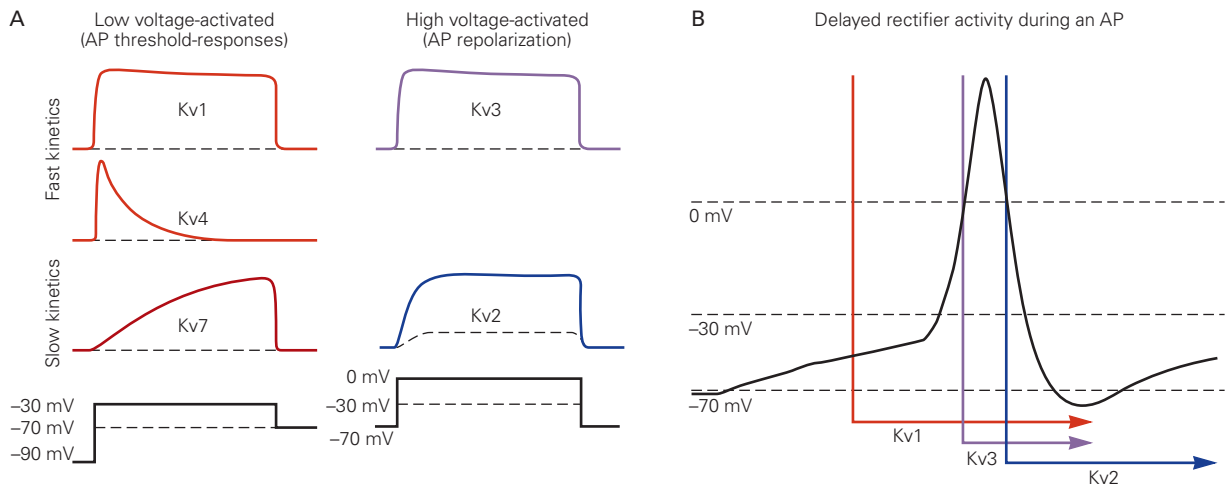 A
Low voltage-activated
(AP threshold-responses)
High voltage-activated
(AP repolarization)
Fast kinetics
Kv1
Kv3
Kv4
Slow kinetics
Kv7
Kv2
–30 mV
–70 mV
–90 mV
0 mV
–30 mV
–70 mV
B
Delayed rectifier activity during an AP
0 mV
–30 mV
–70 mV
Kv1
Kv3
Kv2